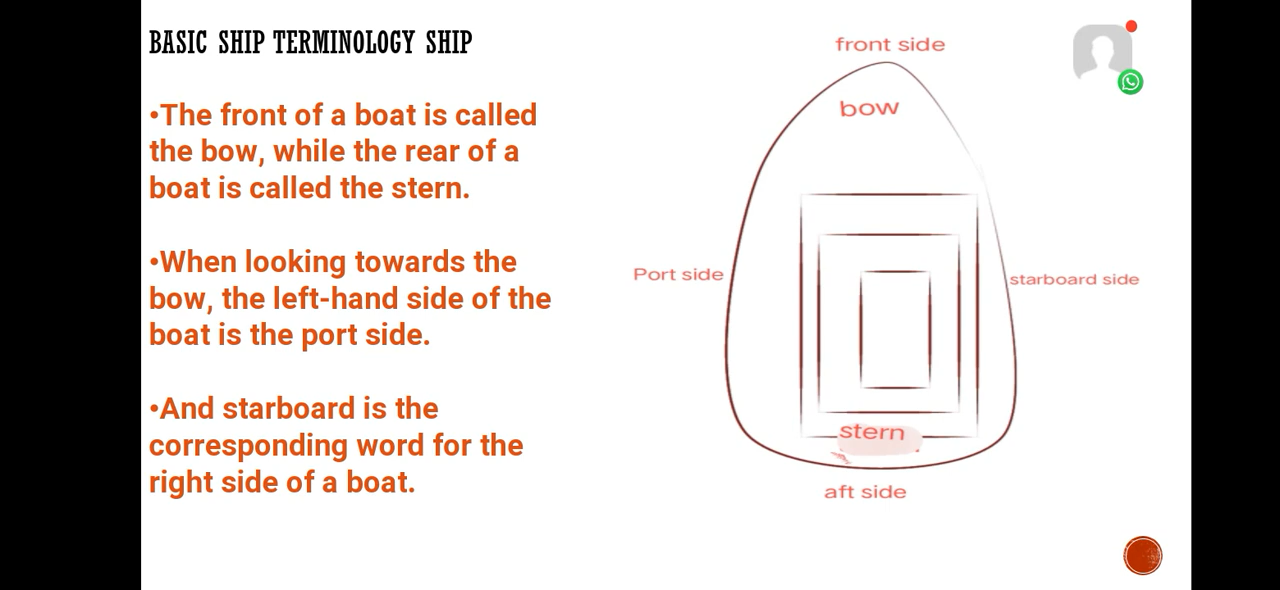 BASIC SHIP TERMINOLOGY SHIP
•The front of a boat is called
the bow, while the rear of a
boat is called the stern.
•When looking towards the
bow, the left-hand side of the
boat is the port side.
•And starboard is the
corresponding word for the
right side of a boat.
front side
bow
Port side
starboard side
stern
aft side